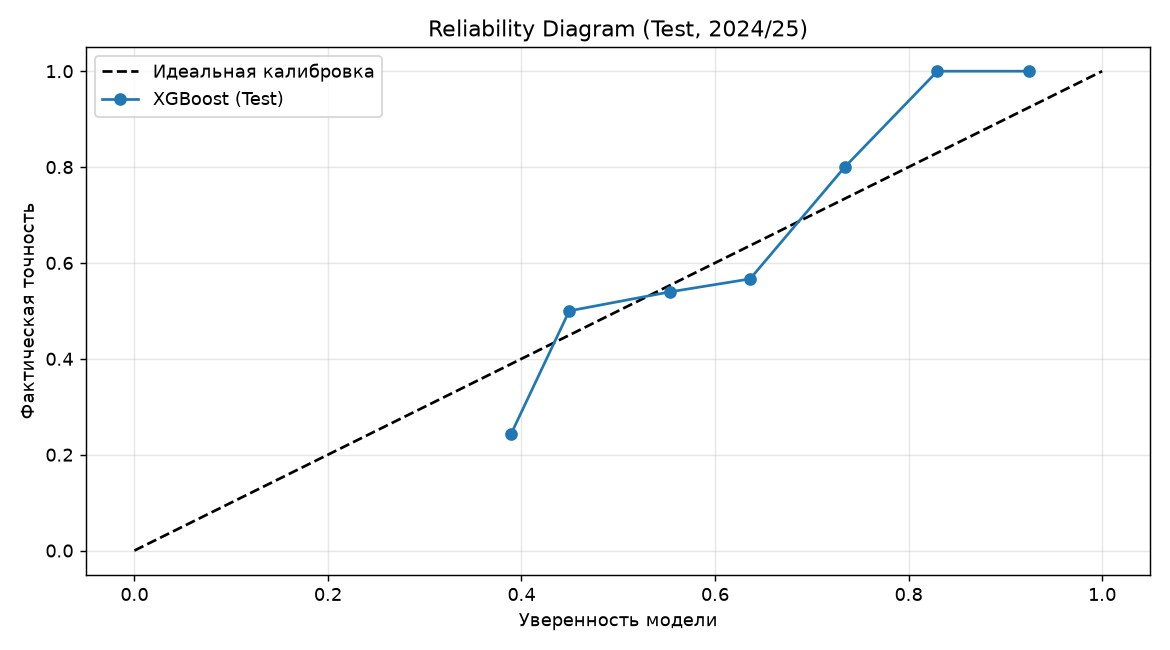 Reliability Diagram (Test, 2024/25)
Идеальная калибровка
XGBoost (Test)
1.0
0.8
0.6
0.4
0.2
0.0
Фактическая точность
0.0 0.2 0.4 0.6 0.8 1.0
Уверенность модели